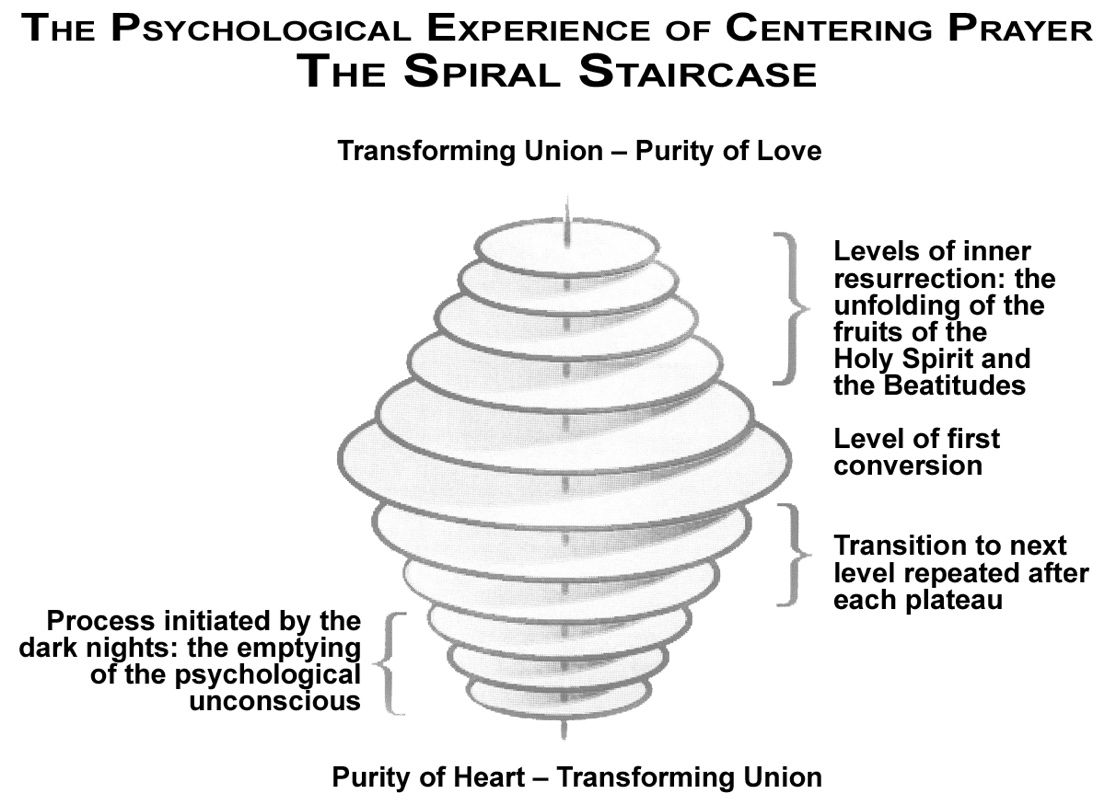 THE PSYCHOLOGICAL EXPERIENCE OF CENTERING PRAYER
THE SPIRAL STAIRCASE
Transforming Union – Purity of Love
Levels of inner
resurrection: the
unfolding of the
fruits of the
Holy Spirit and
the Beatitudes
Level of first
conversion
Transition to next
level repeated after
each plateau
Process initiated by the
dark nights: the emptying
of the psychological
unconscious
Purity of Heart – Transforming Union